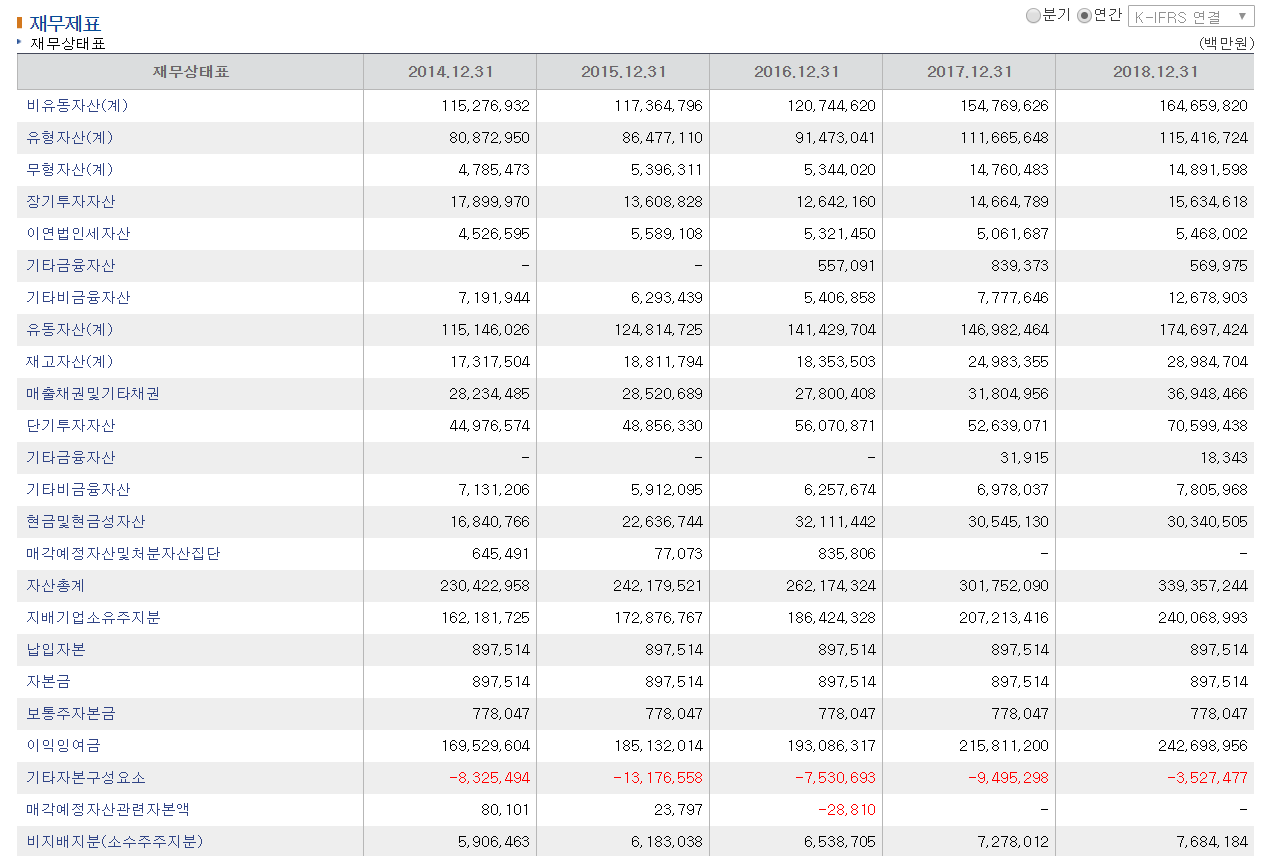 재무제표 분기 연간 K-IFRS 연결 ▼
재무상태표 (백만원)
재무상태표 2014.12.31 2015.12.31 2016.12.31 2017.12.31 2018.12.31
비유동자산(계) 115,276,932 117,364,796 120,744,620 154,769,626 164,659,820
유형자산(계) 80,872,950 86,477,110 91,473,041 111,665,648 115,416,724
무형자산(계) 4,785,473 5,396,311 5,344,020 14,760,483 14,891,598
장기투자자산 17,899,970 13,608,828 12,642,160 14,664,789 15,634,618
이연법인세자산 4,526,595 5,589,108 5,321,450 5,061,687 5,468,002
기타금융자산 - - 557,091 839,373 569,975
기타비금융자산 7,191,944 6,293,439 5,406,858 7,777,646 12,678,903
유동자산(계) 115,146,026 124,814,725 141,429,704 146,982,464 174,697,424
재고자산(계) 17,317,504 18,811,794 18,353,503 24,983,355 28,984,704
매출채권및기타채권 28,234,485 28,520,689 27,800,408 31,804,956 36,948,466
단기투자자산 44,976,574 48,856,330 56,070,871 52,639,071 70,599,438
기타금융자산 - - - 31,915 18,343
기타비금융자산 7,131,206 5,912,095 6,257,674 6,978,037 7,805,968
현금및현금성자산 16,840,766 22,636,744 32,111,442 30,545,130 30,340,505
매각예정자산및처분자산집단 645,491 77,073 835,806 - -
자산총계 230,422,958 242,179,521 262,174,324 301,752,090 339,357,244
지배기업소유주지분 162,181,725 172,876,767 186,424,328 207,213,416 240,068,993
납입자본 897,514 897,514 897,514 897,514 897,514
자본금 897,514 897,514 897,514 897,514 897,514
보통주자본금 778,047 778,047 778,047 778,047 778,047
이익잉여금 169,529,604 185,132,014 193,086,317 215,811,200 242,698,956
기타자본구성요소 -8,325,494 -13,176,558 -7,530,693 -9,495,298 -3,527,477
매각예정자산관련자본액 80,101 23,797 -28,810 - -
비지배지분(소수주주지분) 5,906,463 6,183,038 6,538,705 7,278,012 7,684,184